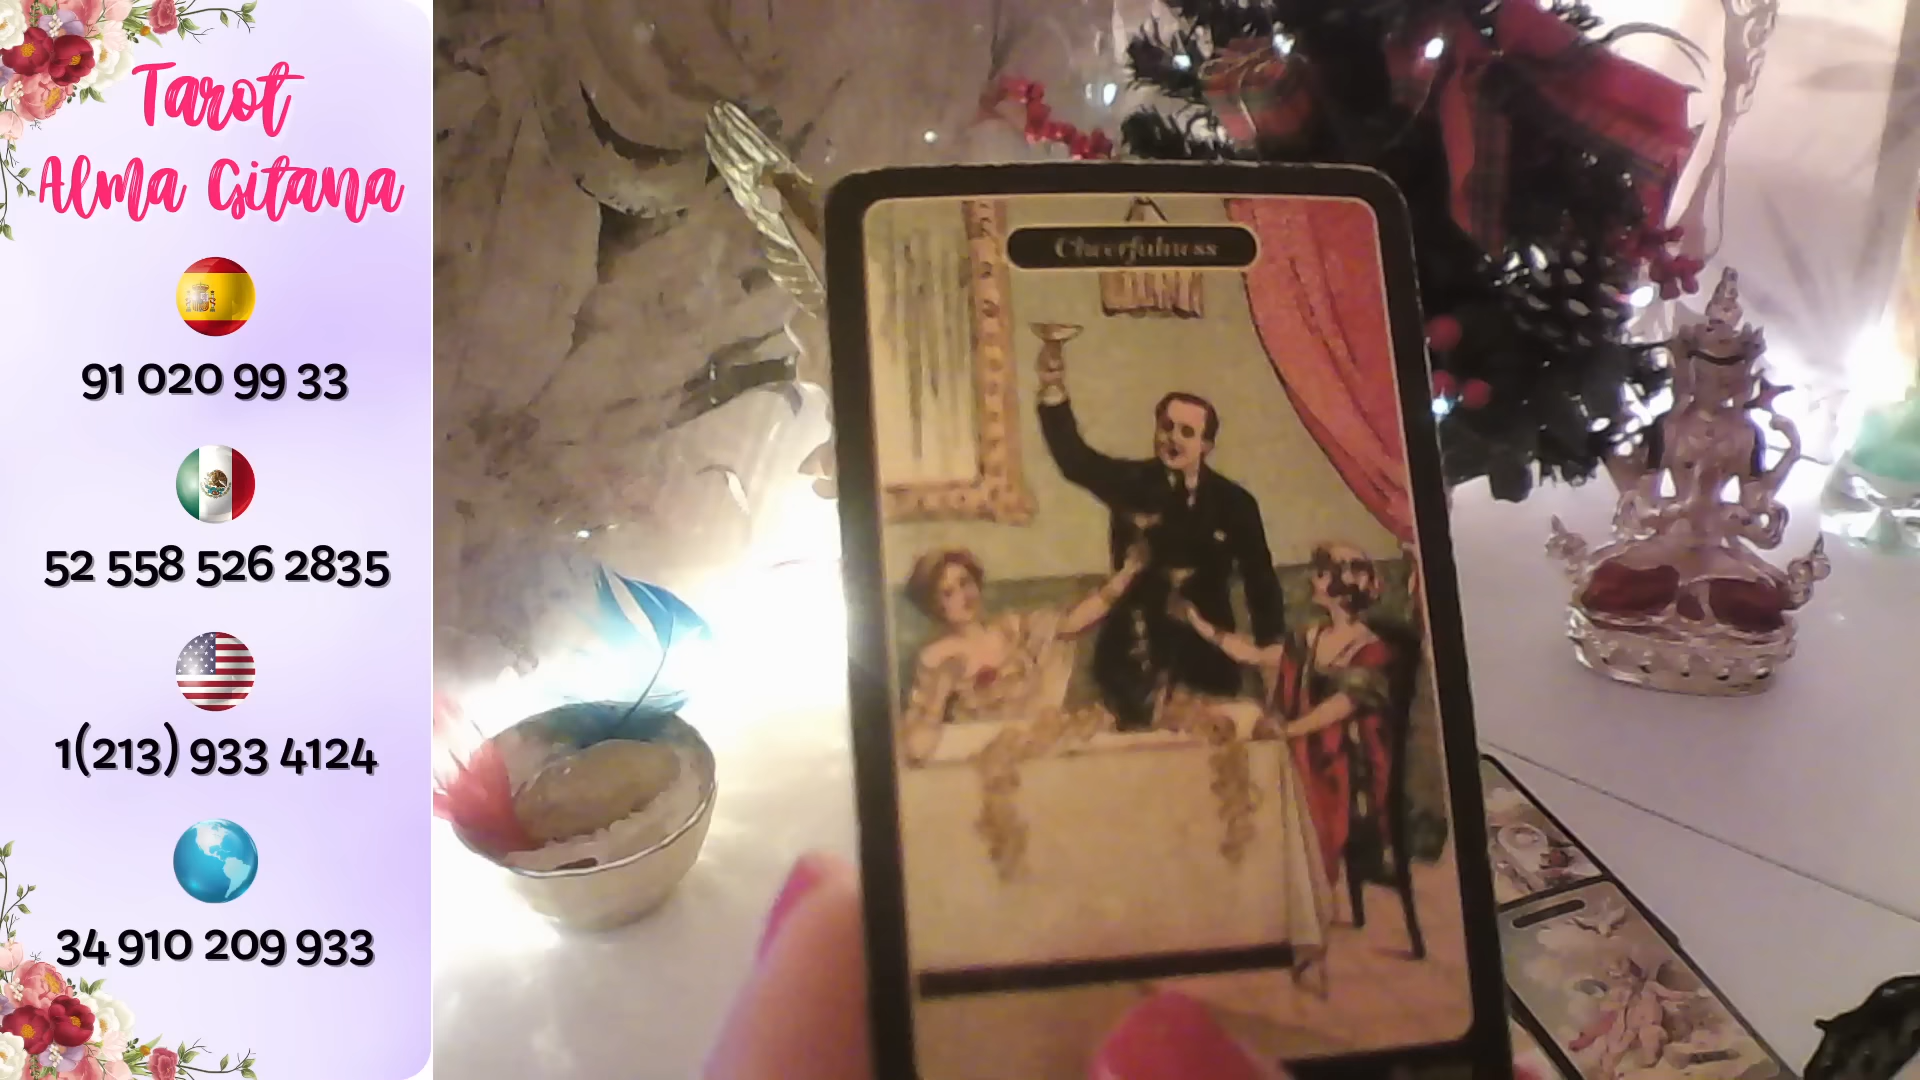 Tarot
Alma Gitana
91 020 99 33
52 558 526 2835
1(213) 933 4124
34 910 209 933
Cheerfulness